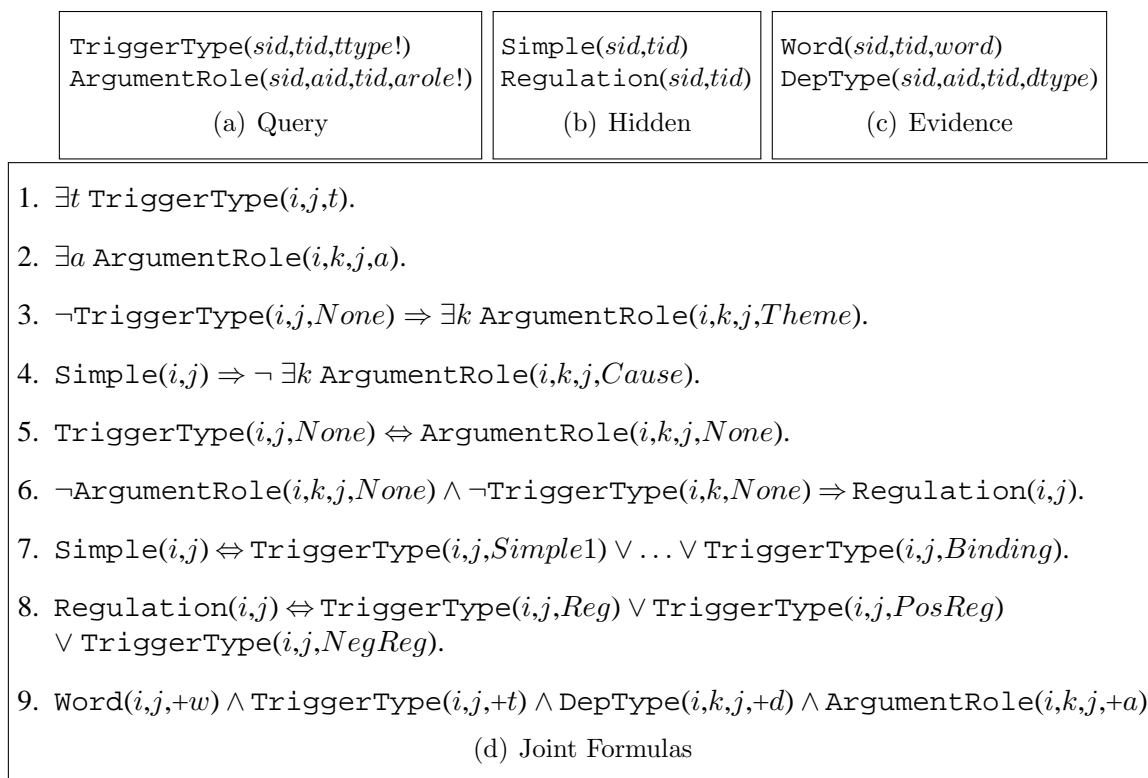 TriggerType(sid,tid,ttype!)
ArgumentRole(sid,aid,tid,arole!)
(a) Query
Simple(sid,tid)
Regulation(sid,tid)
(b) Hidden
Word(sid,tid,word)
DepType(sid,aid,tid,dtype)
(c) Evidence
1. ∃t TriggerType(i,j,t).
2. ∃a ArgumentRole(i,k,j,a).
3. ¬TriggerType(i,j,None) ⇒ ∃k ArgumentRole(i,k,j,Theme).
4. Simple(i,j) ⇒ ¬ ∃k ArgumentRole(i,k,j,Cause).
5. TriggerType(i,j,None) ⇔ ArgumentRole(i,k,j,None).
6. ¬ArgumentRole(i,k,j,None) ∧ ¬TriggerType(i,k,None) ⇒ Regulation(i,j).
7. Simple(i,j) ⇔ TriggerType(i,j,Simple1) ∨ … ∨ TriggerType(i,j,Binding).
8. Regulation(i,j) ⇔ TriggerType(i,j,Reg) ∨ TriggerType(i,j,PosReg)
∨ TriggerType(i,j,NegReg).
9. Word(i,j,+w) ∧ TriggerType(i,j,+t) ∧ DepType(i,k,j,+d) ∧ ArgumentRole(i,k,j,+a)
(d) Joint Formulas